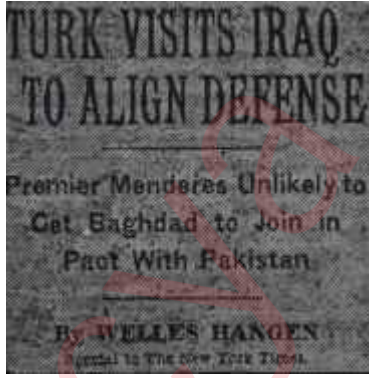 TURK VISITS IRAQ
TO ALIGN DEFENSE
Premier Menderes Unlikely to
Get Baghdad to Join in
Pact With Pakistan
By WELLES HANGEN
Special to The New York Times.